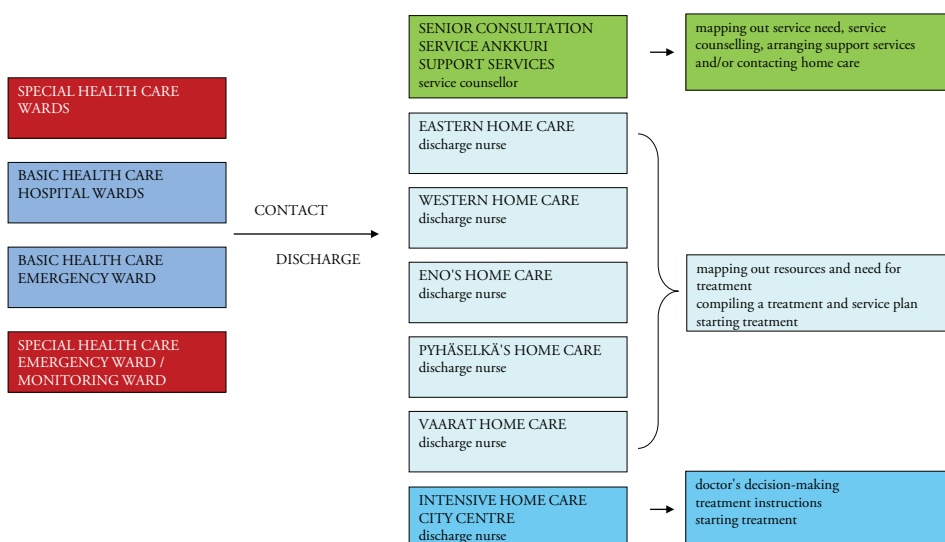 SPECIAL HEALTH CARE
WARDS
BASIC HEALTH CARE
HOSPITAL WARDS
BASIC HEALTH CARE
EMERGENCY WARD
SPECIAL HEALTH CARE
EMERGENCY WARD /
MONITORING WARD
CONTACT
DISCHARGE
SENIOR CONSULTATION
SERVICE ANKKURI
SUPPORT SERVICES
service counsellor
EASTERN HOME CARE
discharge nurse
WESTERN HOME CARE
discharge nurse
ENO'S HOME CARE
discharge nurse
PYHÄSELKÄ'S HOME CARE
discharge nurse
VAARAT HOME CARE
discharge nurse
INTENSIVE HOME CARE
CITY CENTRE
discharge nurse
mapping out service need, service
counselling, arranging support services
and/or contacting home care
mapping out resources and need for
treatment
compiling a treatment and service plan
starting treatment
doctor's decision-making
treatment instructions
starting treatment